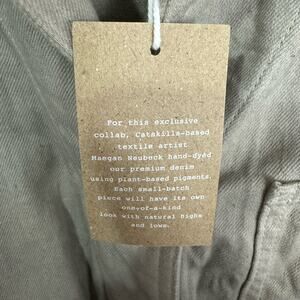 For this exclusive
collab, Catskills-based
textile artist
Maegan Neubeck hand-dyed
our premium denim
using plant-based pigments.
Each small-batch
piece will have its own
one-of-a-kind
look with natural highs
and lows.